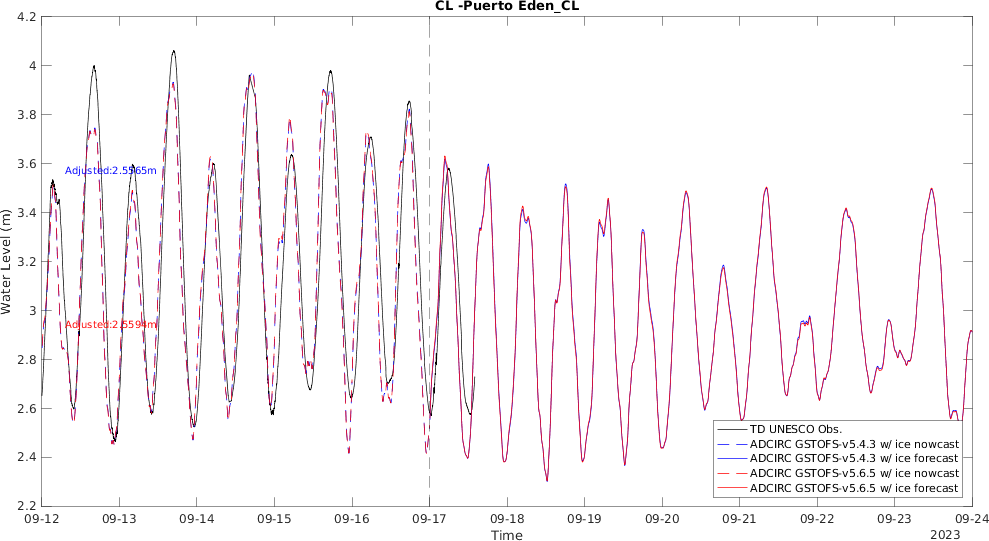 CL -Puerto Eden_CL
4.2
4
3.8
3.6
3.4
3.2
3
2.8
2.6
2.4
2.2
Water Level (m)
Adjusted:2.5565m
Adjusted:2.5594m
TD UNESCO Obs.
ADCIRC GSTOFS-v5.4.3 w/ ice nowcast
ADCIRC GSTOFS-v5.4.3 w/ ice forecast
ADCIRC GSTOFS-v5.6.5 w/ ice nowcast
ADCIRC GSTOFS-v5.6.5 w/ ice forecast
09-12 09-13 09-14 09-15 09-16 09-17 09-18 09-19 09-20 09-21 09-22 09-23 09-24
Time
2023